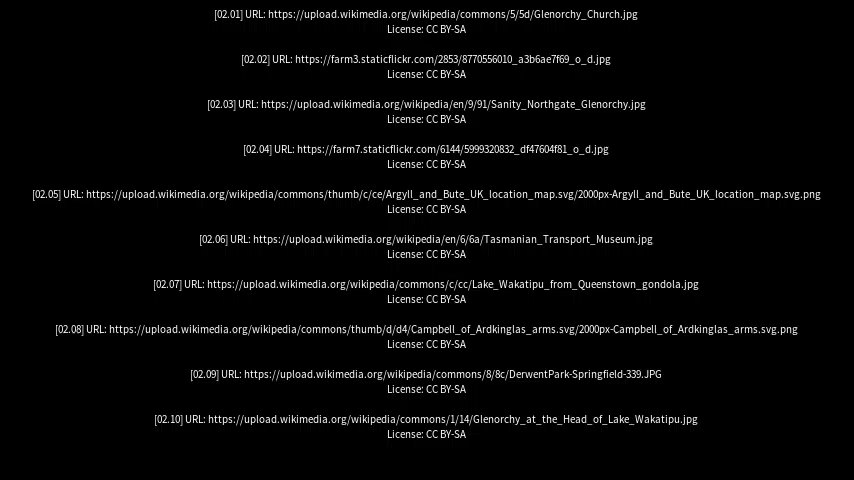 [02.01] URL: https://upload.wikimedia.org/wikipedia/commons/5/5d/Glenorchy_Church.jpg
License: CC BY-SA
[02.02] URL: https://farm3.staticflickr.com/2853/8770556010_a3b6ae7f69_o_d.jpg
License: CC BY-SA
[02.03] URL: https://upload.wikimedia.org/wikipedia/en/9/91/Sanity_Northgate_Glenorchy.jpg
License: CC BY-SA
[02.04] URL: https://farm7.staticflickr.com/6144/5999320832_df47604f81_o_d.jpg
License: CC BY-SA
[02.05] URL: https://upload.wikimedia.org/wikipedia/commons/thumb/c/ce/Argyll_and_Bute_UK_location_map.svg/2000px-Argyll_and_Bute_UK_location_map.svg.png
License: CC BY-SA
[02.06] URL: https://upload.wikimedia.org/wikipedia/en/6/6a/Tasmanian_Transport_Museum.jpg
License: CC BY-SA
[02.07] URL: https://upload.wikimedia.org/wikipedia/commons/c/cc/Lake_Wakatipu_from_Queenstown_gondola.jpg
License: CC BY-SA
[02.08] URL: https://upload.wikimedia.org/wikipedia/commons/thumb/d/d4/Campbell_of_Ardkinglas_arms.svg/2000px-Campbell_of_Ardkinglas_arms.svg.png
License: CC BY-SA
[02.09] URL: https://upload.wikimedia.org/wikipedia/commons/8/8c/DerwentPark-Springfield-339.JPG
License: CC BY-SA
[02.10] URL: https://upload.wikimedia.org/wikipedia/commons/1/14/Glenorchy_at_the_Head_of_Lake_Wakatipu.jpg
License: CC BY-SA